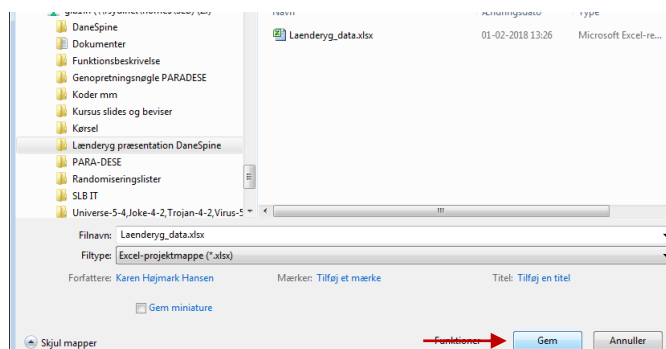 Navn Ændringsdato Type
DaneSpine
Dokumenter
Funktionsbeskrivelse
Genopretningsnøgle PARADESE
Koder mm
Kursus slides og beviser
Kørsel
Lænderyg præsentation DaneSpine
PARA-DESE
Randomiseringslister
SLB IT
Universe-5-4,Joke-4-2,Trojan-4-2,Virus-5
Laenderyg_data.xlsx 01-02-2018 13:26 Microsoft Excel-re...
Filnavn: Laenderyg_data.xlsx
Filtype: Excel-projektmappe (*.xlsx)
Forfattere: Karen Højmark Hansen Mærker: Tilføj et mærke Titel: Tilføj en titel
Gem miniature
Skjul mapper Funktioner Gem Annuller